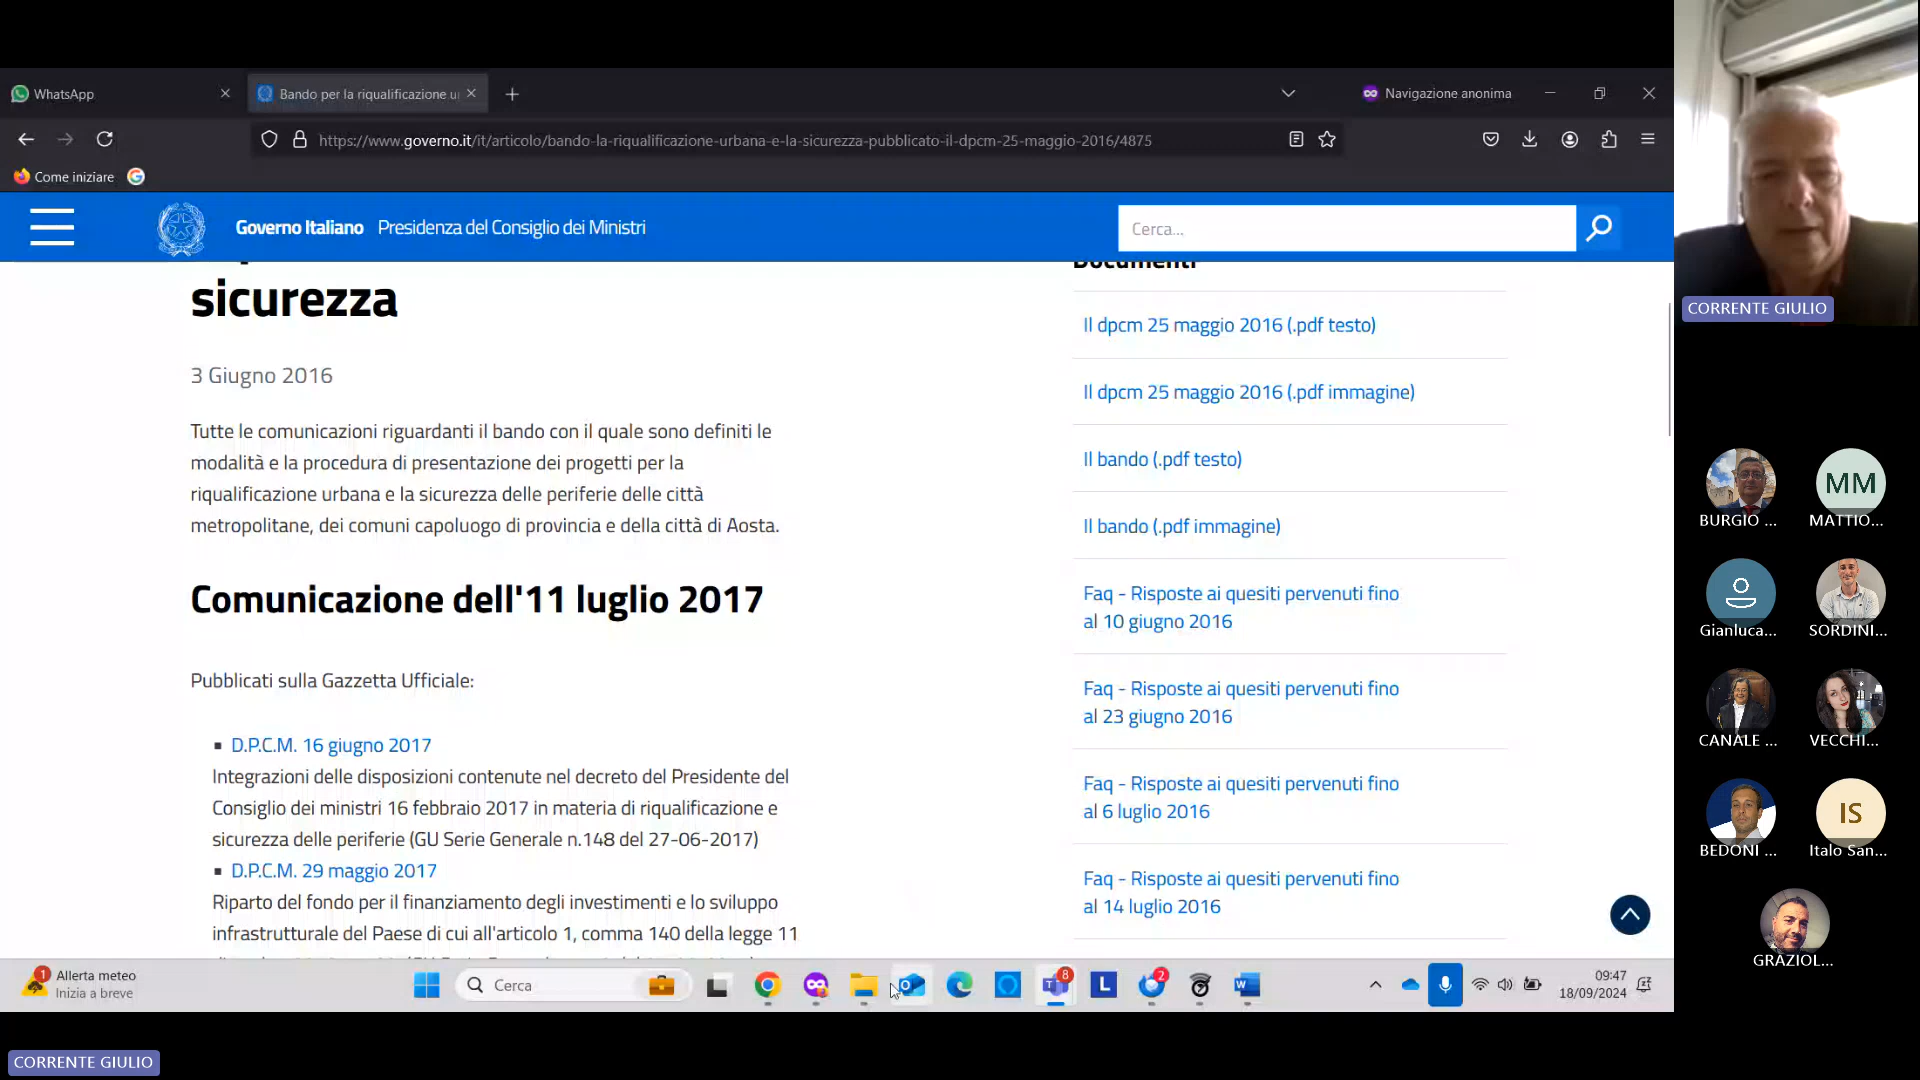 WhatsApp
Bando per la riqualificazione u
Navigazione anonima
https://www.governo.it/it/articolo/bando-la-riqualificazione-urbana-e-la-sicurezza-pubblicato-il-dpcm-25-maggio-2016/4875
Come iniziare
Governo Italiano Presidenza del Consiglio dei Ministri
Cerca...
sicurezza
3 Giugno 2016
Tutte le comunicazioni riguardanti il bando con il quale sono definiti le
modalità e la procedura di presentazione dei progetti per la
riqualificazione urbana e la sicurezza delle periferie delle città
metropolitane, dei comuni capoluogo di provincia e della città di Aosta.
Comunicazione dell'11 luglio 2017
Pubblicati sulla Gazzetta Ufficiale:
D.P.C.M. 16 giugno 2017
Integrazioni delle disposizioni contenute nel decreto del Presidente del
Consiglio dei ministri 16 febbraio 2017 in materia di riqualificazione e
sicurezza delle periferie (GU Serie Generale n.148 del 27-06-2017)
D.P.C.M. 29 maggio 2017
Riparto del fondo per il finanziamento degli investimenti e lo sviluppo
infrastrutturale del Paese di cui all'articolo 1, comma 140 della legge 11
Documenti
Il dpcm 25 maggio 2016 (.pdf testo)
Il dpcm 25 maggio 2016 (.pdf immagine)
Il bando (.pdf testo)
Il bando (.pdf immagine)
Faq - Risposte ai quesiti pervenuti fino
al 10 giugno 2016
Faq - Risposte ai quesiti pervenuti fino
al 23 giugno 2016
Faq - Risposte ai quesiti pervenuti fino
al 6 luglio 2016
Faq - Risposte ai quesiti pervenuti fino
al 14 luglio 2016
CORRENTE GIULIO
MM
BURGIO ...
MATTIO...
Gianluca...
SORDINI...
CANALE ...
VECCHI...
IS
BEDONI ...
Italo San...
GRAZIOL...
1
Allerta meteo
Inizia a breve
Cerca
8
L
2
W
09:47
18/09/2024
CORRENTE GIULIO